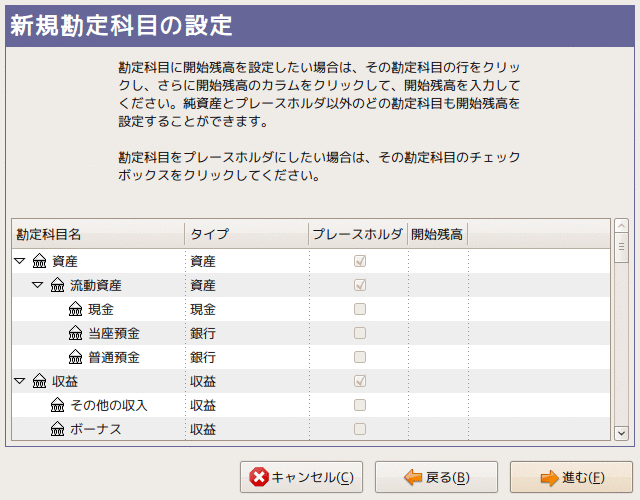 新規勘定科目の設定
勘定科目に開始残高を設定したい場合は、その勘定科目の行をクリッ
クし、さらに開始残高のカラムをクリックして、開始残高を入力して
ください。純資産とプレースホルダ以外のどの勘定科目も開始残高を
設定することができます。
勘定科目をプレースホルダにしたい場合は、その勘定科目のチェック
ボックスをクリックしてください。
勘定科目名 タイプ プレースホルダ 開始残高
資産 資産
流動資産 資産
現金 現金
当座預金 銀行
普通預金 銀行
収益 収益
その他の収入 収益
ボーナス 収益
キャンセル(C) 戻る(B) 進む(F)